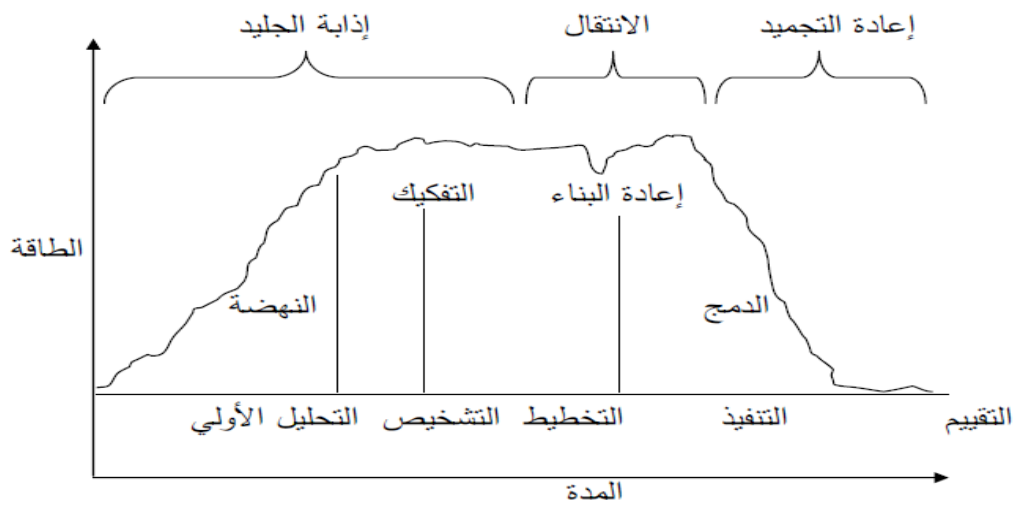 إعادة التجميد
الانتقال
إذابة الجليد
إعادة البناء
التفكيك
الطاقة
الدمج
النهضة
التحليل الأولي
التشخيص
التخطيط
التنفيذ
التقييم
المدة